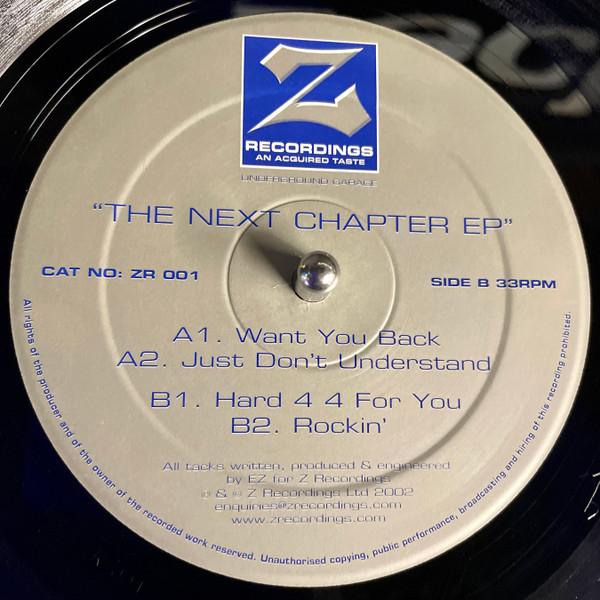 Z
RECORDINGS
AN ACQUIRED TASTE
UNDERGROUND GARAGE
"THE NEXT CHAPTER EP"
CAT NO: ZR 001
SIDE B 33RPM
A1. Want You Back
A2. Just Don't Understand
B1. Hard 4 4 For You
B2. Rockin'
All tacks written, produced & engineered
by EZ for Z Recordings
℗ & © Z Recordings Ltd 2002
enquiries@zrecordings.com
www.zrecordings.com
All rights of the producer and of the owner of the recorded work reserved. Unauthorised copying, public performance, broadcasting and hiring of this recording prohibited.